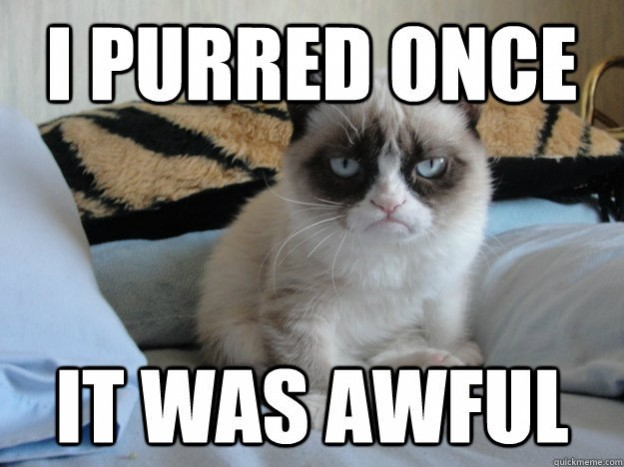 I PURRED ONCE
IT WAS AWFUL
quickmeme.com